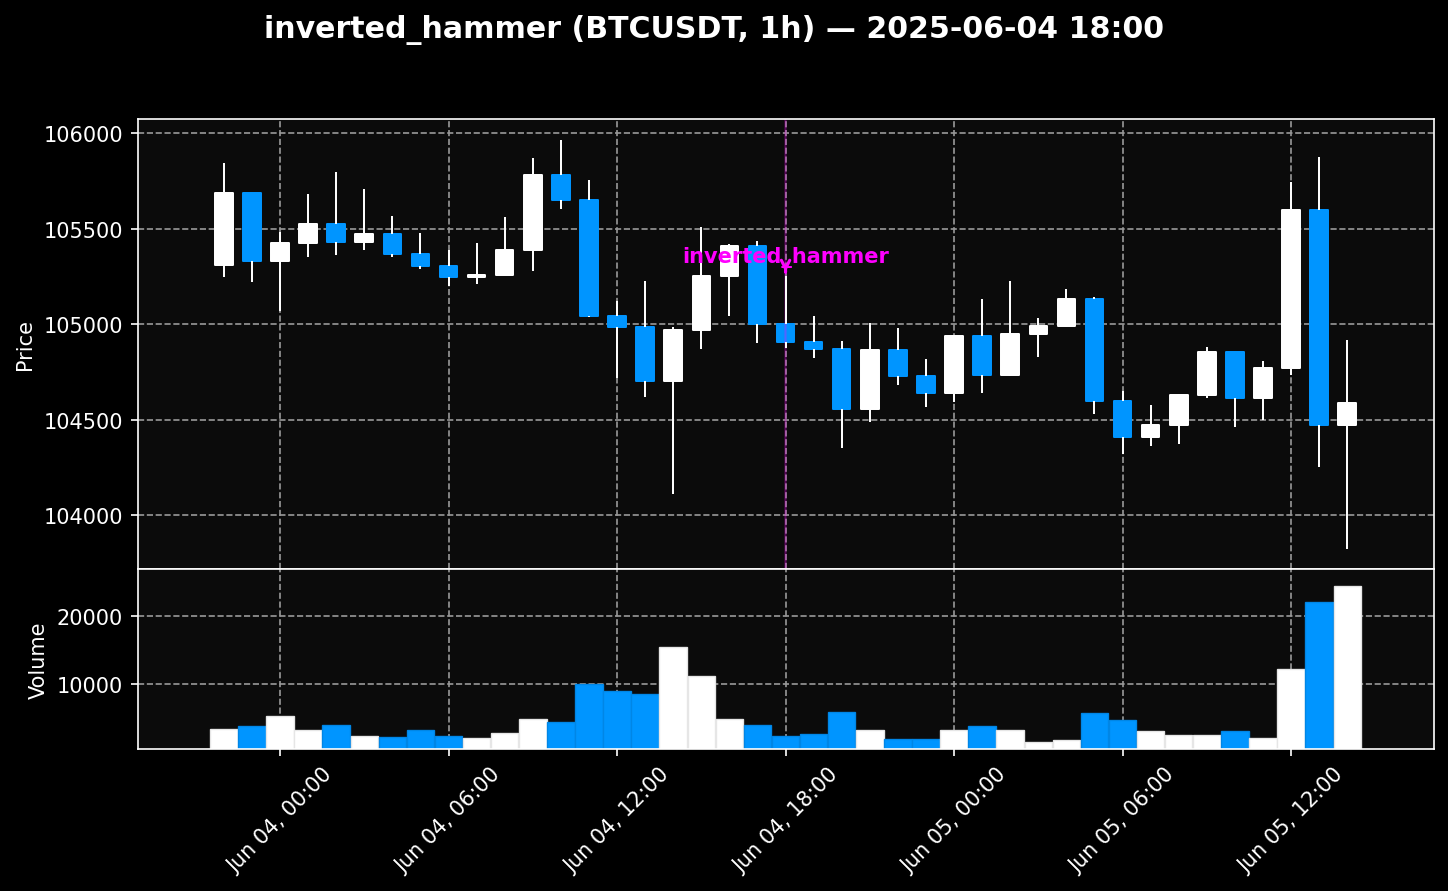 inverted_hammer (BTCUSDT, 1h) — 2025-06-04 18:00
106000
105500
105000
104500
104000
Price
inverted_hammer
20000
10000
Volume
Jun 04, 00:00
Jun 04, 06:00
Jun 04, 12:00
Jun 04, 18:00
Jun 05, 00:00
Jun 05, 06:00
Jun 05, 12:00